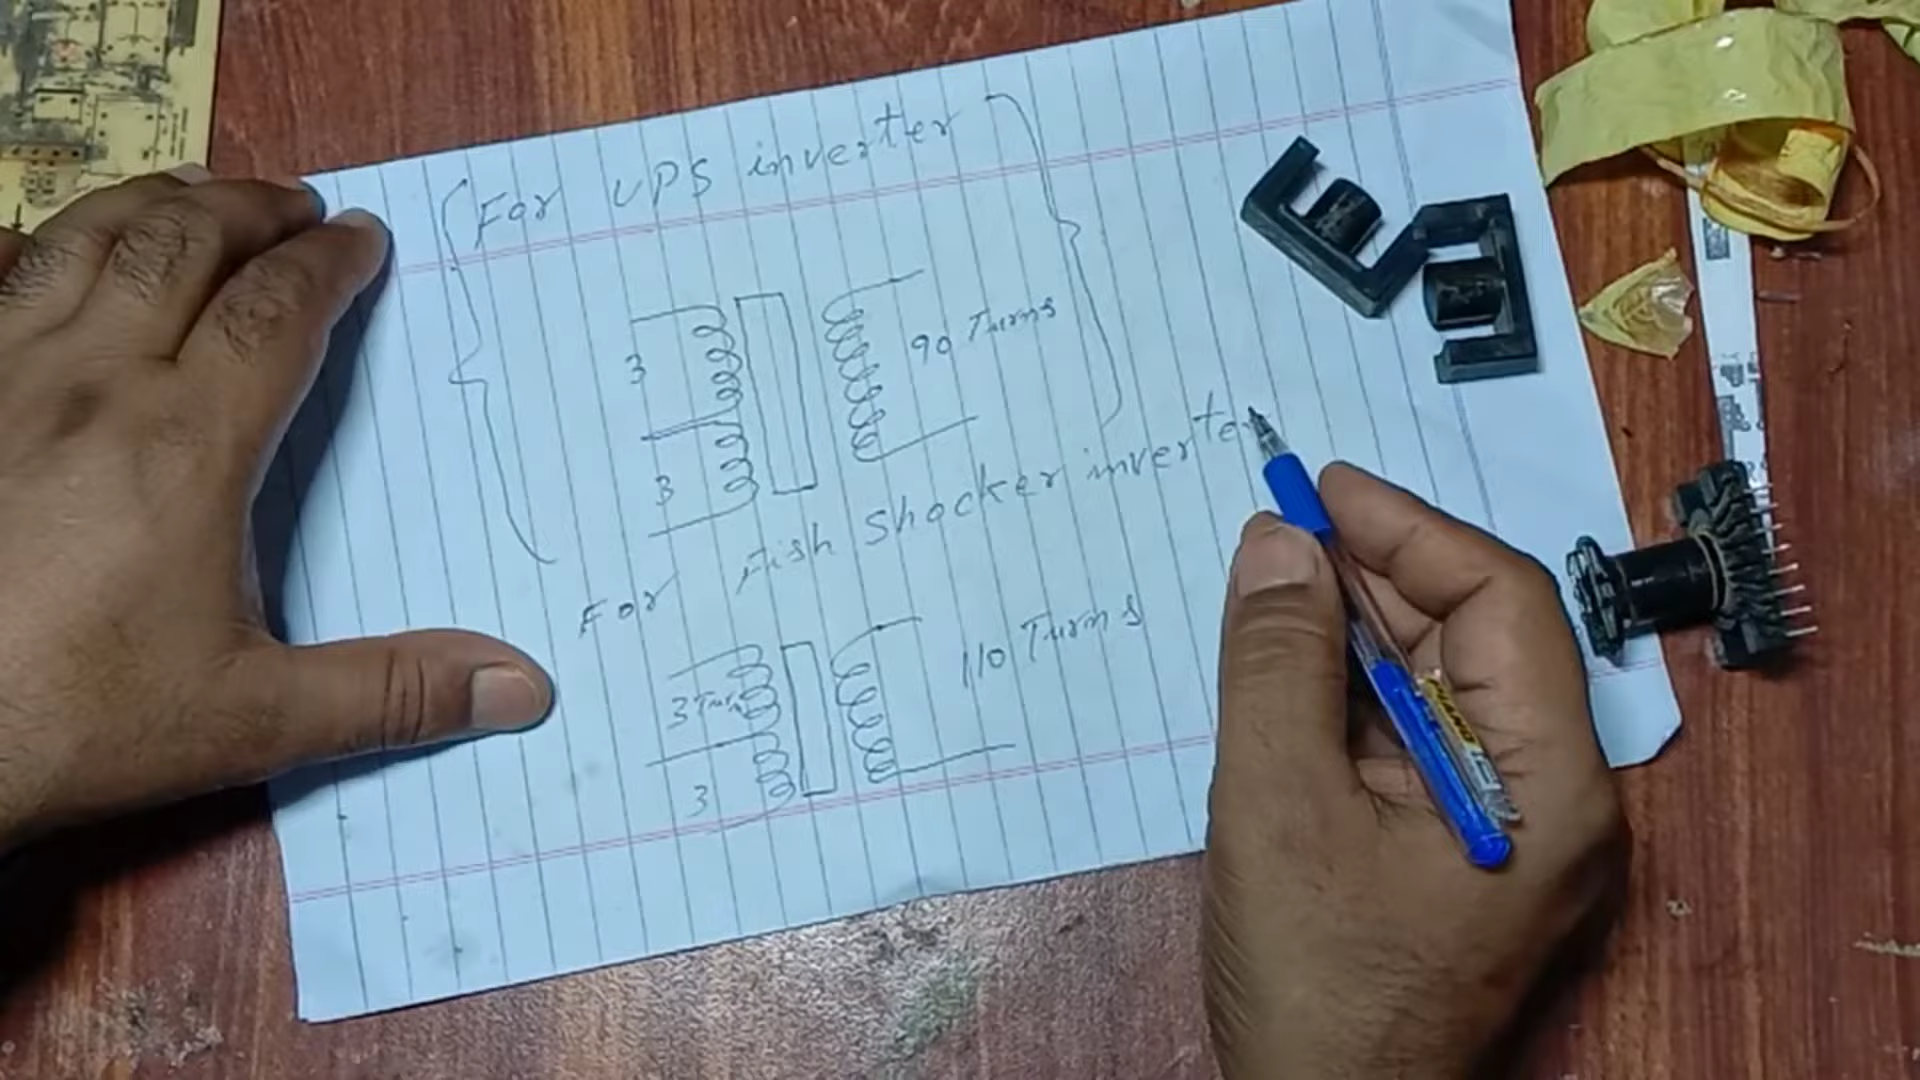 For UPS inverter
3
90 Turns
3
For Fish Shocker inverter
3 Turn
110 Turns
3